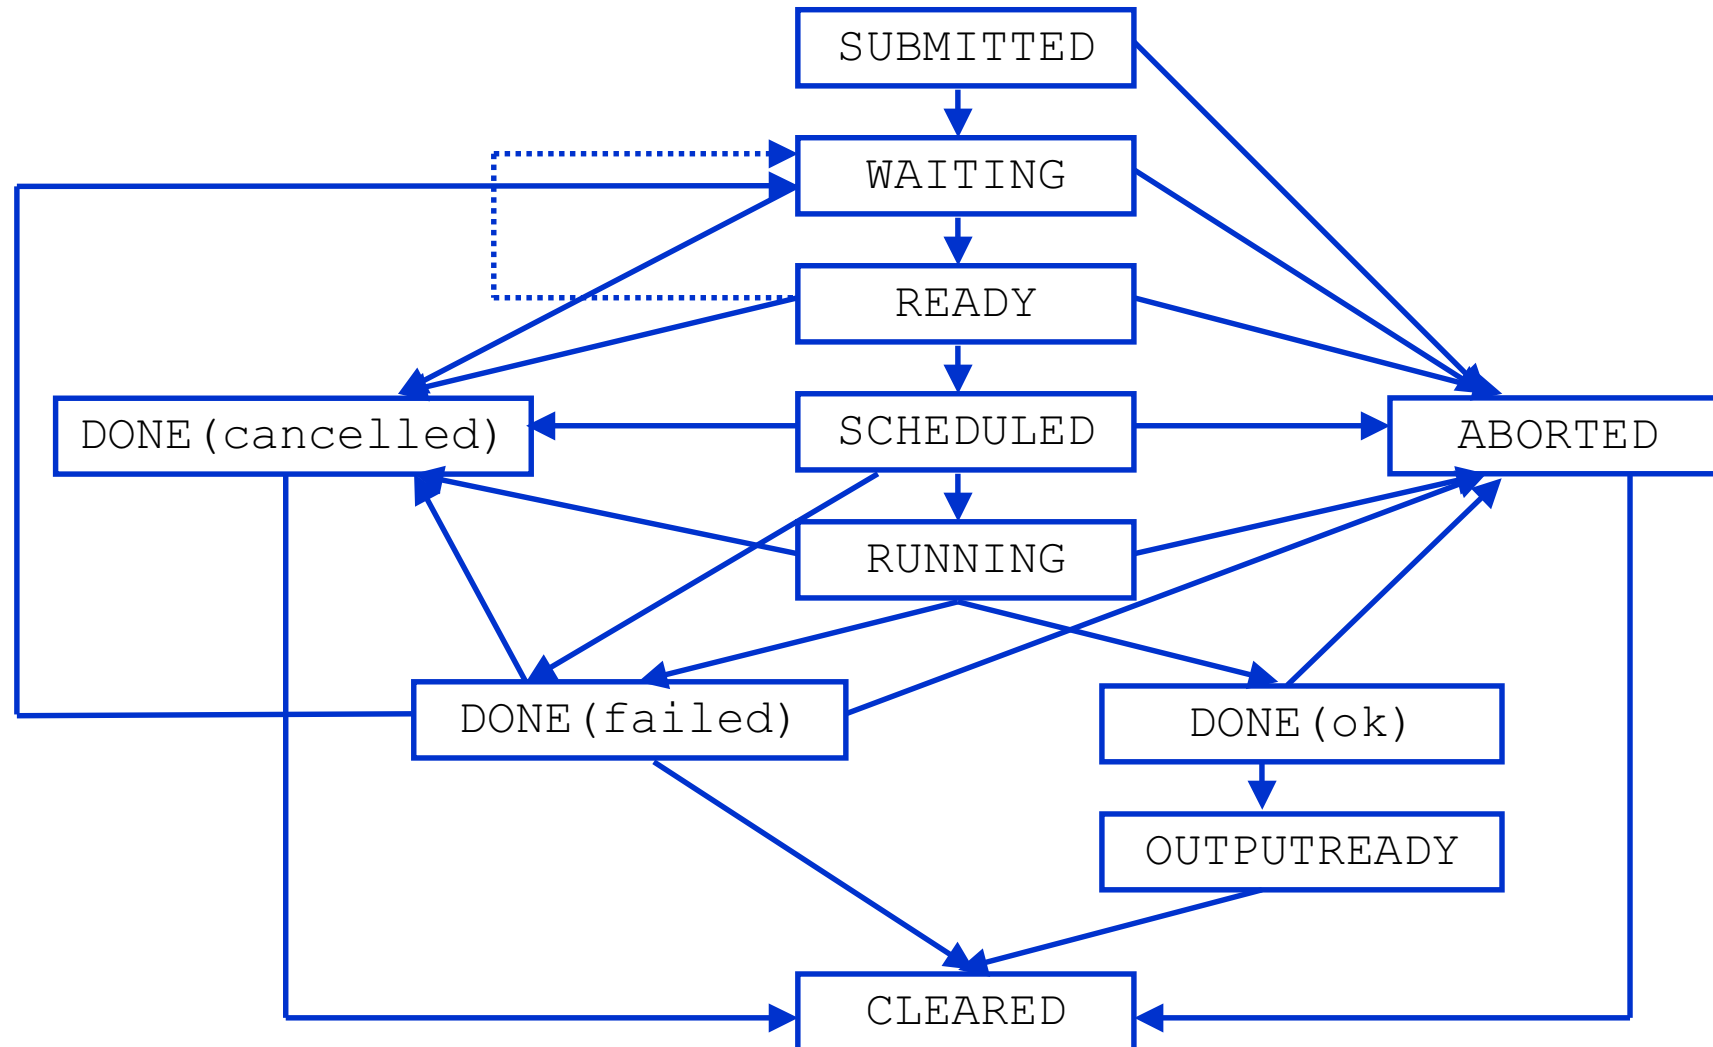 SUBMITTED
WAITING
READY
DONE(cancelled)
SCHEDULED
ABORTED
RUNNING
DONE(failed)
DONE(ok)
OUTPUTREADY
CLEARED